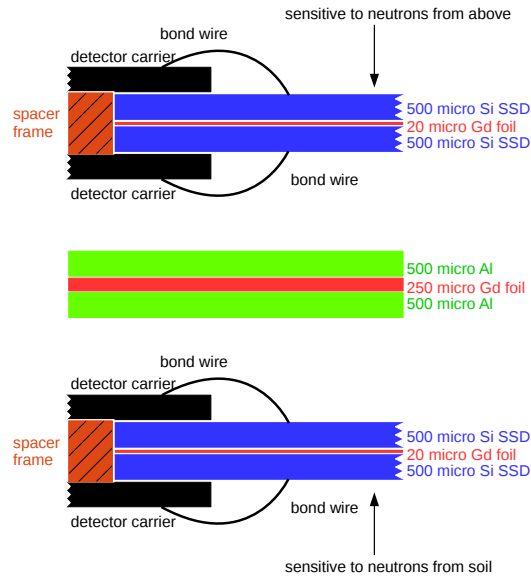 sensitive to neutrons from above
bond wire
detector carrier
spacer
frame
500 micro Si SSD
20 micro Gd foil
500 micro Si SSD
detector carrier
bond wire
500 micro Al
250 micro Gd foil
500 micro Al
bond wire
detector carrier
spacer
frame
500 micro Si SSD
20 micro Gd foil
500 micro Si SSD
detector carrier
bond wire
sensitive to neutrons from soil